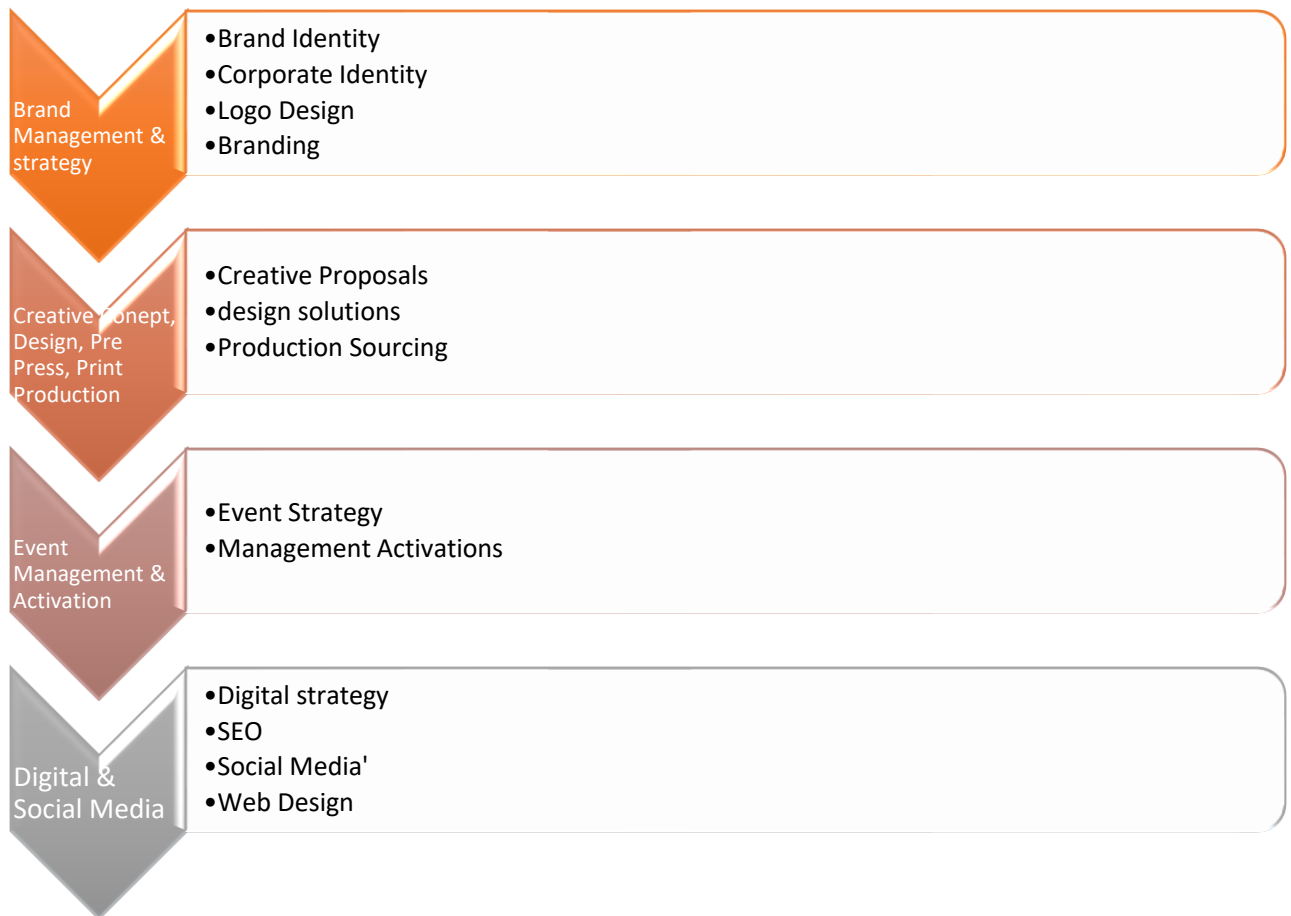 Brand
Management &
strategy
•Brand Identity
•Corporate Identity
•Logo Design
•Branding
Creative Conept,
Design, Pre
Press, Print
Production
•Creative Proposals
•design solutions
•Production Sourcing
Event
Management &
Activation
•Event Strategy
•Management Activations
Digital &
Social Media
•Digital strategy
•SEO
•Social Media'
•Web Design